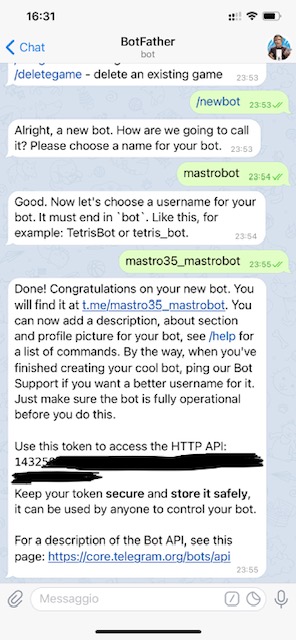 16:31
Chat
BotFather
bot
/deletegame - delete an existing game 23:53
/newbot 23:53
Alright, a new bot. How are we going to call
it? Please choose a name for your bot. 23:53
mastrobot 23:54
Good. Now let's choose a username for your
bot. It must end in `bot`. Like this, for
example: TetrisBot or tetris_bot. 23:54
mastro35_mastrobot 23:55
Done! Congratulations on your new bot. You
will find it at t.me/mastro35_mastrobot. You
can now add a description, about section
and profile picture for your bot, see /help
for a list of commands. By the way, when you've
finished creating your cool bot, ping our Bot
Support if you want a better username for it.
Just make sure the bot is fully operational
before you do this.
Use this token to access the HTTP API:
14325
Keep your token secure and store it safely,
it can be used by anyone to control your bot.
For a description of the Bot API, see this
page: https://core.telegram.org/bots/api
23:55
Messaggio